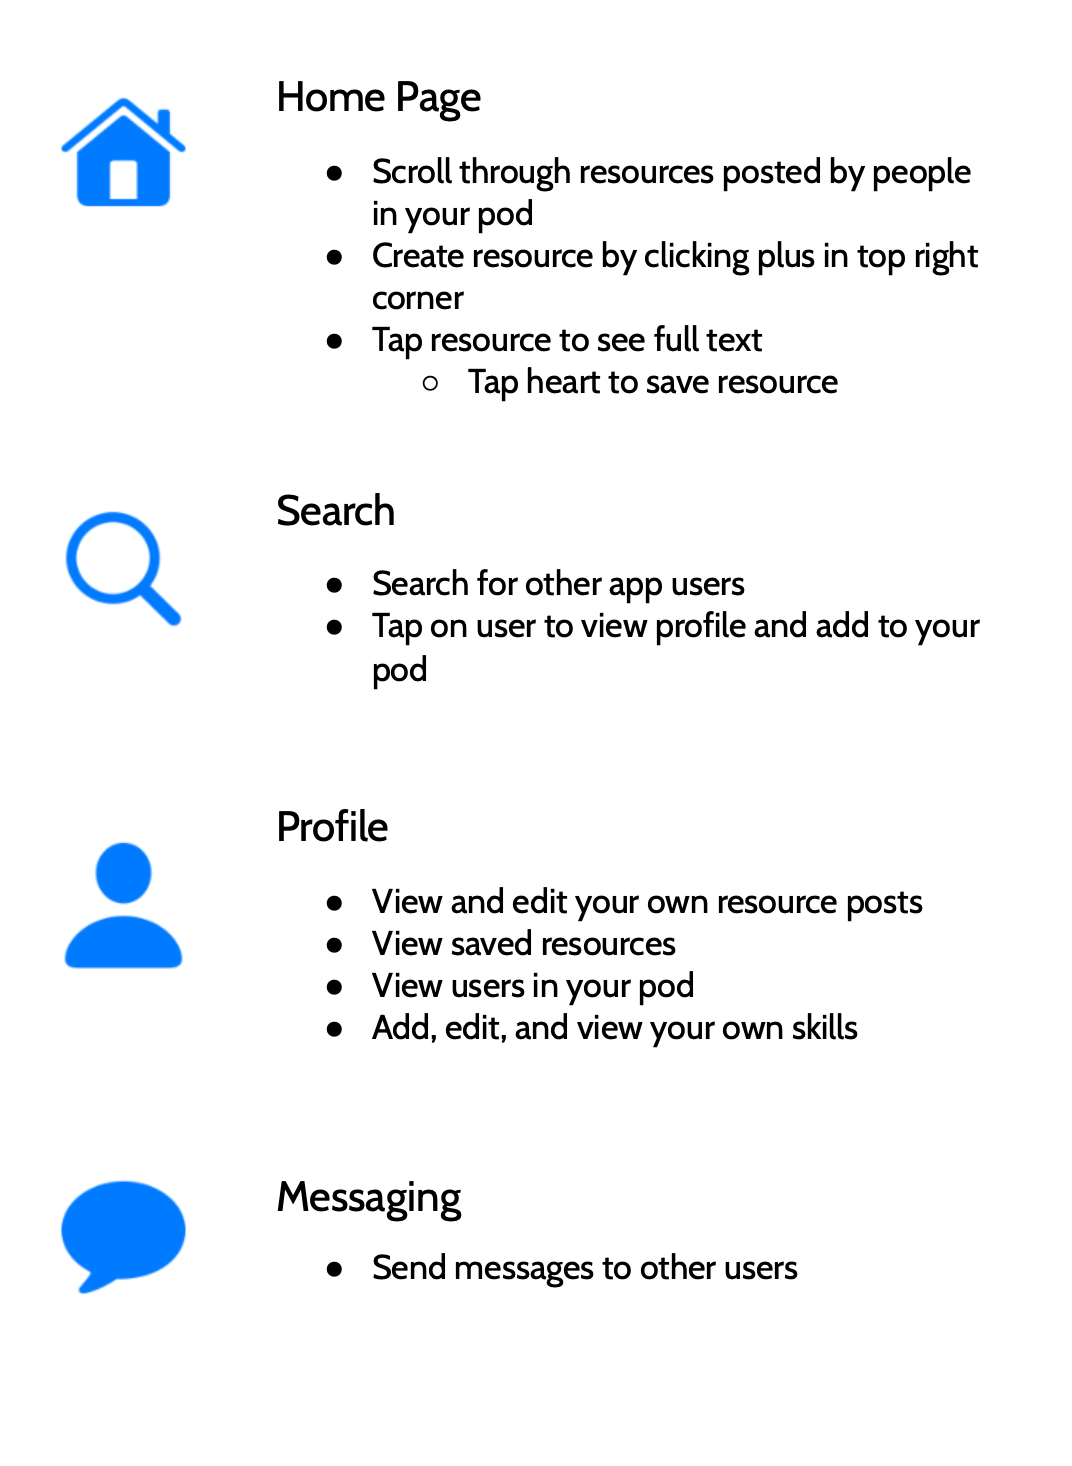 Home Page
● Scroll through resources posted by people
in your pod
● Create resource by clicking plus in top right
corner
● Tap resource to see full text
○ Tap heart to save resource
Search
● Search for other app users
● Tap on user to view profile and add to your
pod
Profile
● View and edit your own resource posts
● View saved resources
● View users in your pod
● Add, edit, and view your own skills
Messaging
● Send messages to other users